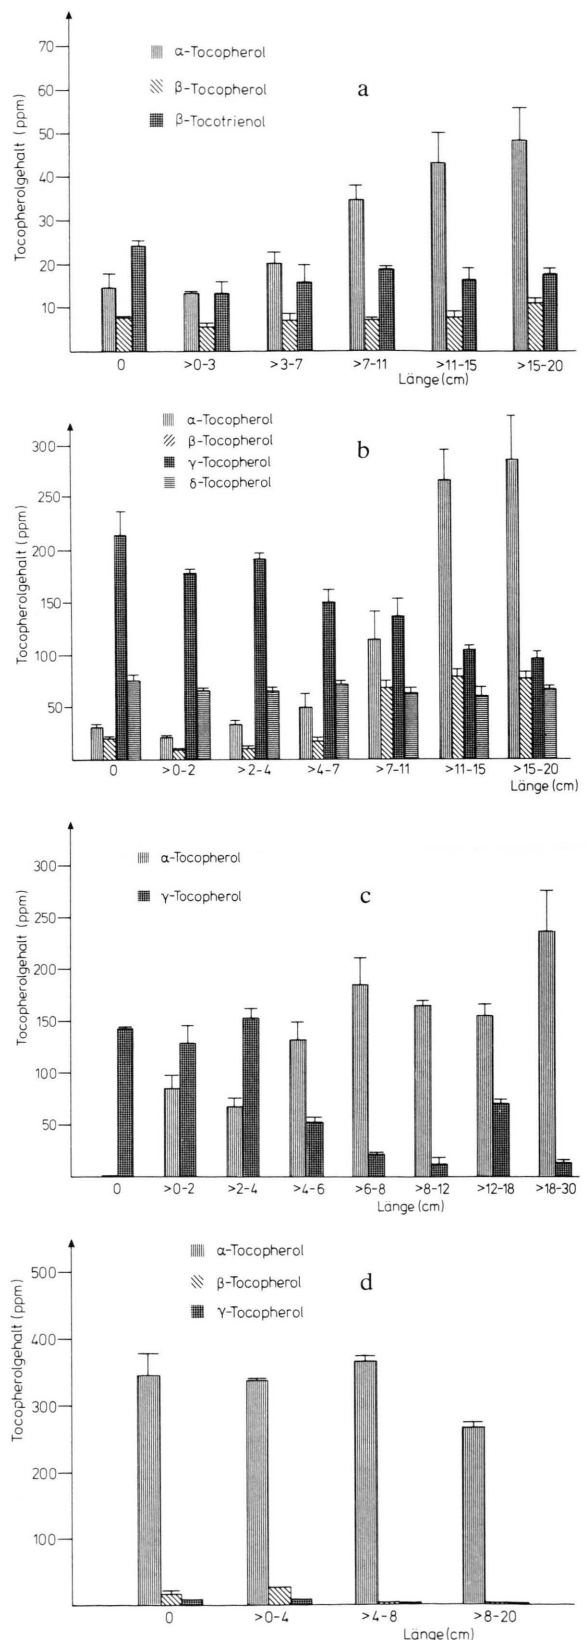 Tocopherolgehalt (ppm)
70
60
50
40
30
20
10
α-Tocopherol
β-Tocopherol
β-Tocotrienol
a
0 >0-3 >3-7 >7-11 >11-15 >15-20
Länge (cm)
Tocopherolgehalt (ppm)
300
250
200
150
100
50
α-Tocopherol
β-Tocopherol
γ-Tocopherol
δ-Tocopherol
b
0 >0-2 >2-4 >4-7 >7-11 >11-15 >15-20
Länge (cm)
Tocopherolgehalt (ppm)
300
250
200
150
100
50
α-Tocopherol
γ-Tocopherol
c
0 >0-2 >2-4 >4-6 >6-8 >8-12 >12-18 >18-30
Länge (cm)
Tocopherolgehalt (ppm)
500
400
300
200
100
α-Tocopherol
β-Tocopherol
γ-Tocopherol
d
0 >0-4 >4-8 >8-20
Länge (cm)